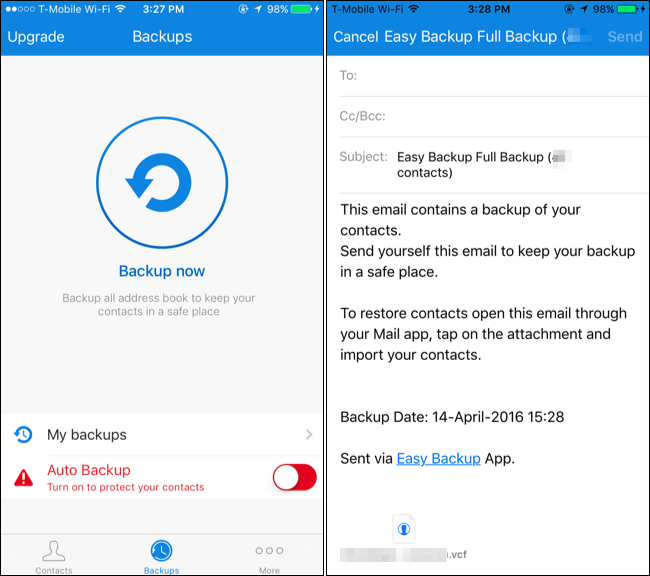 T-Mobile Wi-Fi 3:27 PM 98%
Upgrade Backups
Backup now
Backup all address book to keep your
contacts in a safe place
My backups
Auto Backup
Turn on to protect your contacts
Contacts Backups More
T-Mobile Wi-Fi 3:28 PM 98%
Cancel Easy Backup Full Backup ( Send
To:
Cc/Bcc:
Subject: Easy Backup Full Backup (
contacts)
This email contains a backup of your
contacts.
Send yourself this email to keep your backup
in a safe place.
To restore contacts open this email through
your Mail app, tap on the attachment and
import your contacts.
Backup Date: 14-April-2016 15:28
Sent via Easy Backup App.
).vcf